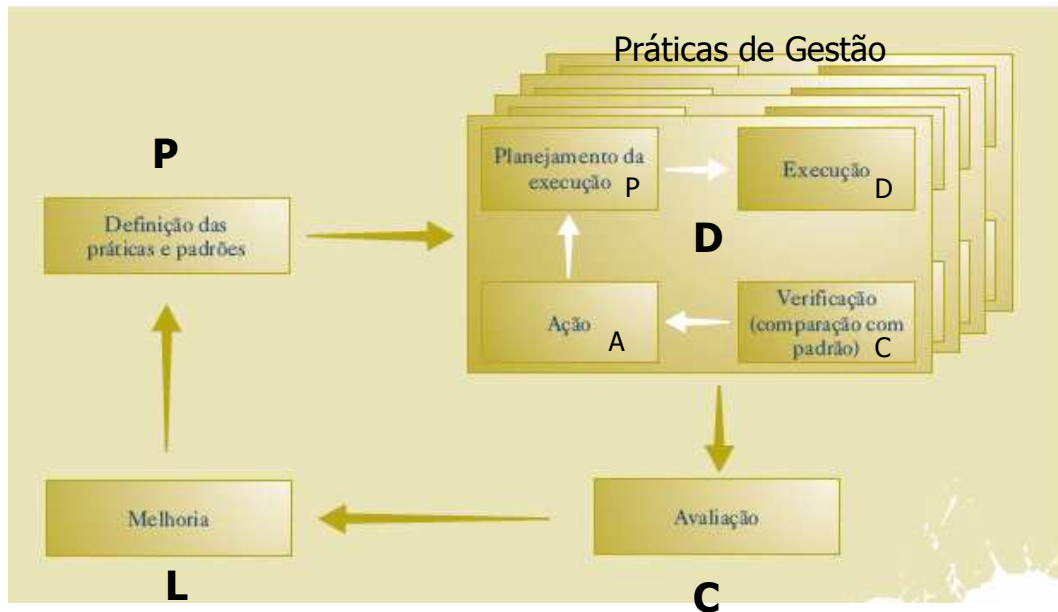 Práticas de Gestão
P
Definição das
práticas e padrões
Planejamento da
execução
P
Execução
D
D
Ação
A
Verificação
(comparação com
padrão)
C
Melhoria
L
Avaliação
C